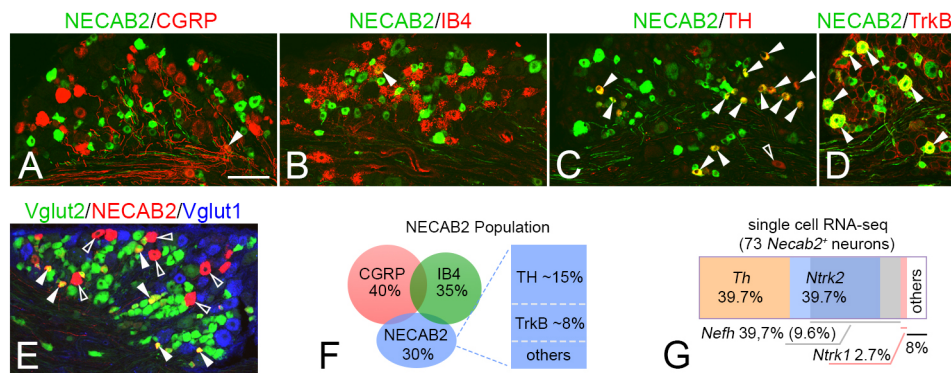 NECAB2/CGRP
NECAB2/IB4
NECAB2/TH
NECAB2/TrkB
A
B
C
D
Vglut2/NECAB2/Vglut1
E
NECAB2 Population
CGRP
40%
IB4
35%
NECAB2
30%
TH ~15%
TrkB ~8%
others
F
single cell RNA-seq
(73 Necab2+ neurons)
Th
39.7%
Ntrk2
39.7%
others
Nefh 39,7% (9.6%)
Ntrk1 2.7%
8%
G